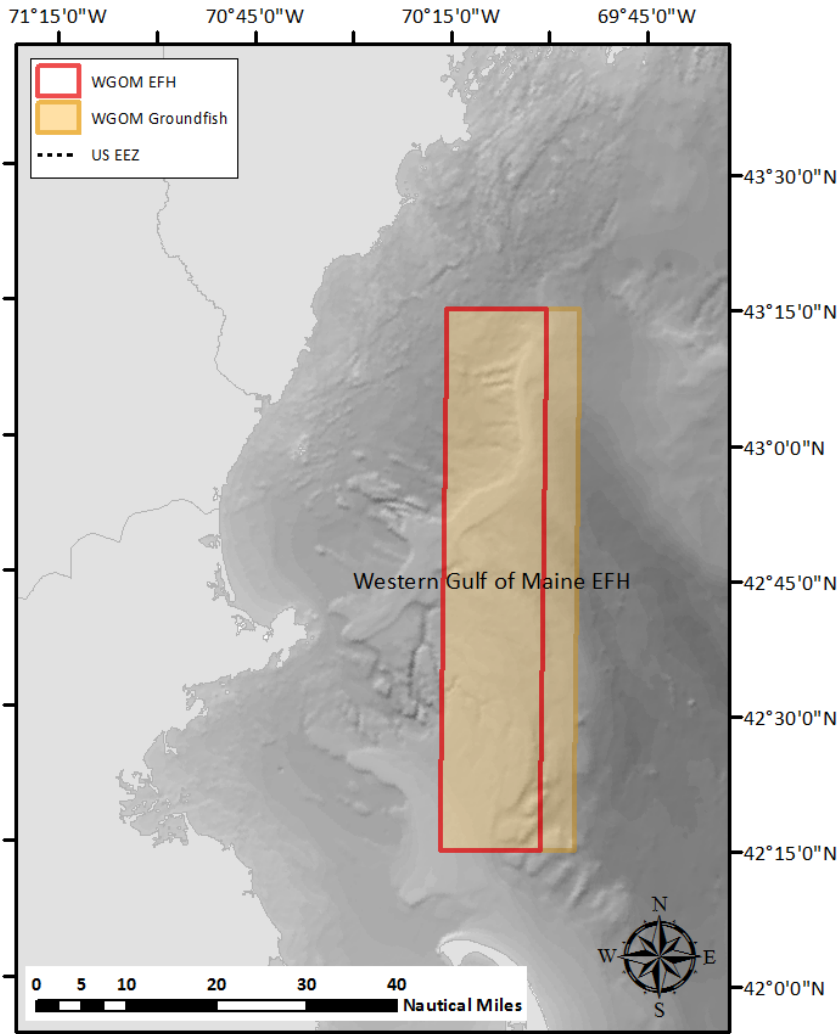 71°15'0"W 70°45'0"W 70°15'0"W 69°45'0"W
WGOM EFH
WGOM Groundfish
US EEZ
43°30'0"N
43°15'0"N
43°0'0"N
Western Gulf of Maine EFH
42°45'0"N
42°30'0"N
42°15'0"N
N
W E
S
42°0'0"N
0 5 10 20 30 40
Nautical Miles